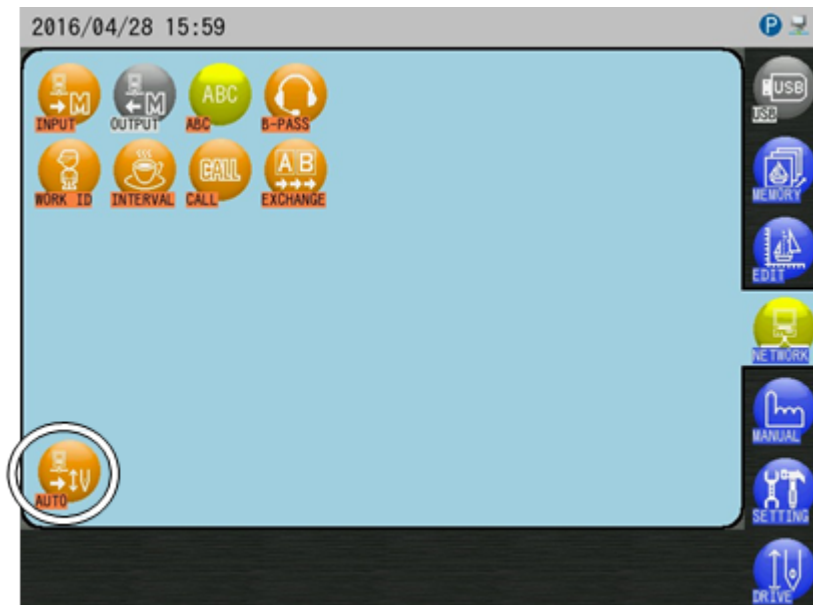 2016/04/28 15:59
P
M
INPUT
M
OUTPUT
ABC
ABC
B-PASS
WORK ID
INTERVAL
CALL
CALL
A B
EXCHANGE
AUTO
USB
USB
MEMORY
EDIT
NETWORK
MANUAL
SETTING
DRIVE